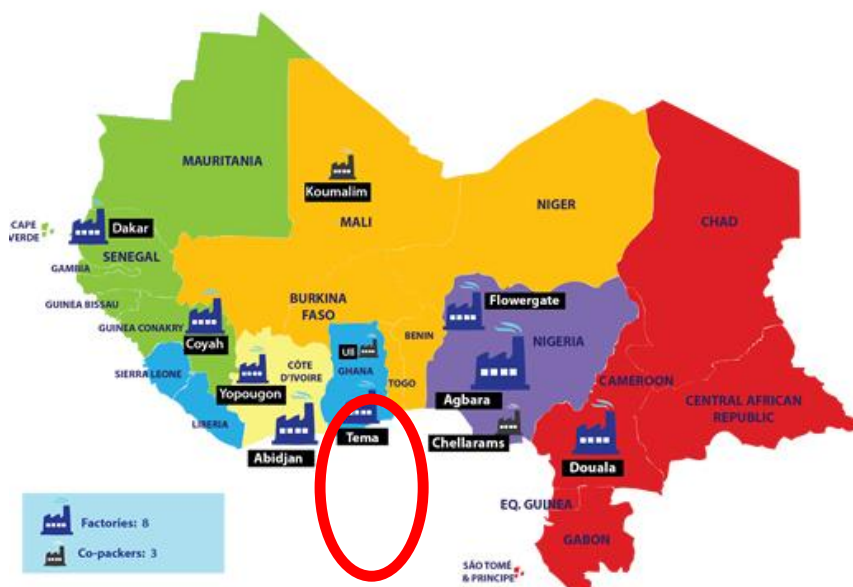 MAURITANIA
Koumalim
MALI
NIGER
CHAD
CAPE
VERDE
Dakar
SENEGAL
GAMBIA
GUINEA BISSAU
GUINEA CONAKRY
Coyah
SIERRA LEONE
LIBERIA
BURKINA
FASO
Flowergate
BENIN
NIGERIA
UB
GHANA
TOGO
CÔTE
D'IVOIRE
Yopougon
Abidjan
Tema
Agbara
Chellarams
CAMEROON
CENTRAL AFRICAN
REPUBLIC
Douala
EQ. GUINEA
GABON
SÃO TOMÉ
& PRINCIPE
Factories: 8
Co-packers: 3